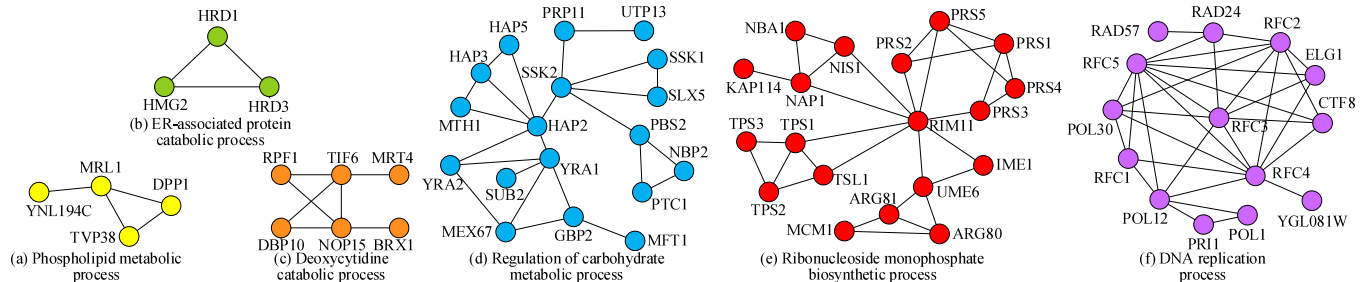 HRD1
HMG2
HRD3
(b) ER-associated protein
catabolic process
MRL1
DPP1
YNL194C
TVP38
(a) Phospholipid metabolic
process
RPF1
TIF6
MRT4
DBP10
NOP15
BRX1
(c) Deoxycytidine
catabolic process
PRP11
UTP13
HAP5
HAP3
SSK2
SSK1
SLX5
MTH1
HAP2
PBS2
NBP2
YRA1
YRA2
SUB2
PTC1
MEX67
GBP2
MFT1
(d) Regulation of carbohydrate
metabolic process
PRS5
NBA1
PRS2
PRS1
NIS1
KAP114
NAP1
PRS4
PRS3
TPS3
TPS1
RIM11
IME1
TSL1
TPS2
UME6
ARG81
MCM1
ARG80
(e) Ribonucleoside monophosphate
biosynthetic process
RAD24
RAD57
RFC2
RFC5
ELG1
CTF8
POL30
RFC3
RFC1
RFC4
POL12
YGL081W
PRI1
POL1
(f) DNA replication
process